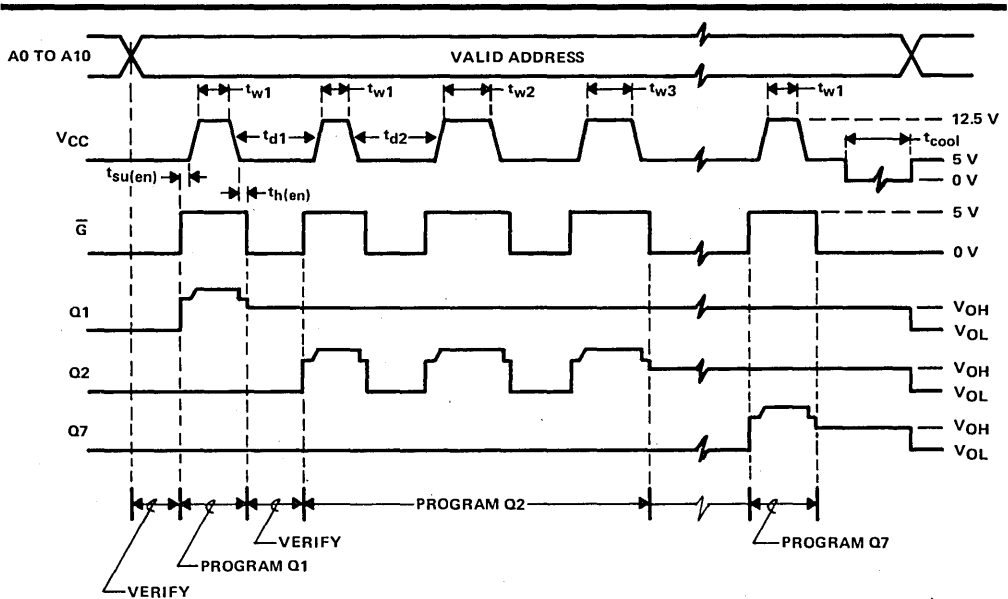 A0 TO A10
VALID ADDRESS
tw1
tw1
tw2
tw3
tw1
12.5 V
VCC
td1
td2
tcool
5 V
0 V
tsu(en)
th(en)
G
5 V
0 V
Q1
VOH
VOL
Q2
VOH
VOL
Q7
VOH
VOL
PROGRAM Q2
VERIFY
PROGRAM Q7
PROGRAM Q1
VERIFY